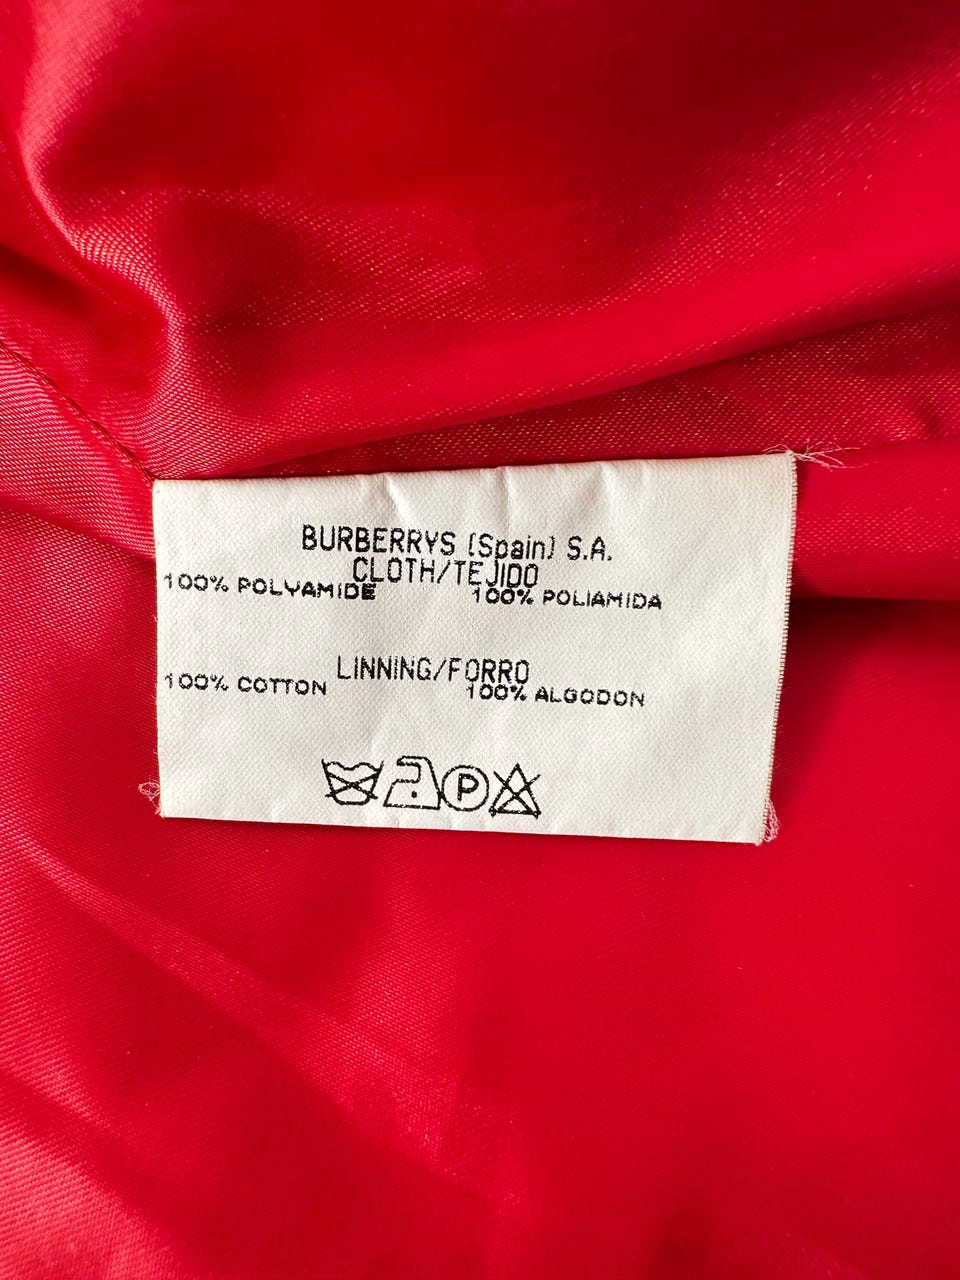 BURBERRYS (Spain) S.A.
CLOTH/TEJIDO
100% POLYAMIDE 100% POLIAMIDA
LINNING/FORRO
100% COTTON 100% ALGODON
P